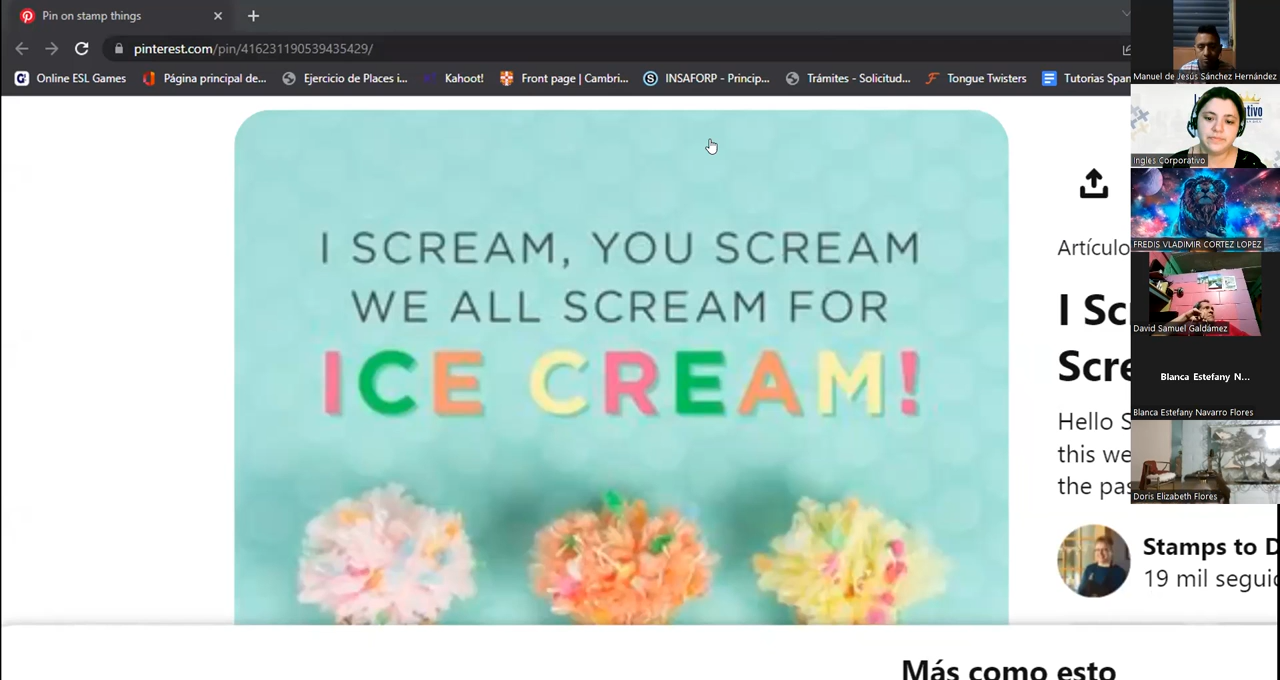 Pin on stamp things
pinterest.com/pin/416231190539435429/
Online ESL Games
Página principal de...
Ejercicio de Places i...
Kahoot!
Front page | Cambri...
INSAFORP - Princip...
Trámites - Solicitud...
Tongue Twisters
Tutorias Span
I SCREAM, YOU SCREAM
WE ALL SCREAM FOR
ICE CREAM!
Artículo
I Sc
Scre
Hello S
this we
the pas
Stamps to D
19 mil seguid
Más como esto
Manuel de Jesús Sánchez Hernández
Ingles Corporativo
FREDIS VLADIMIR CORTEZ LOPEZ
David Samuel Galdámez
Blanca Estefany N...
Blanca Estefany Navarro Flores
Doris Elizabeth Flores